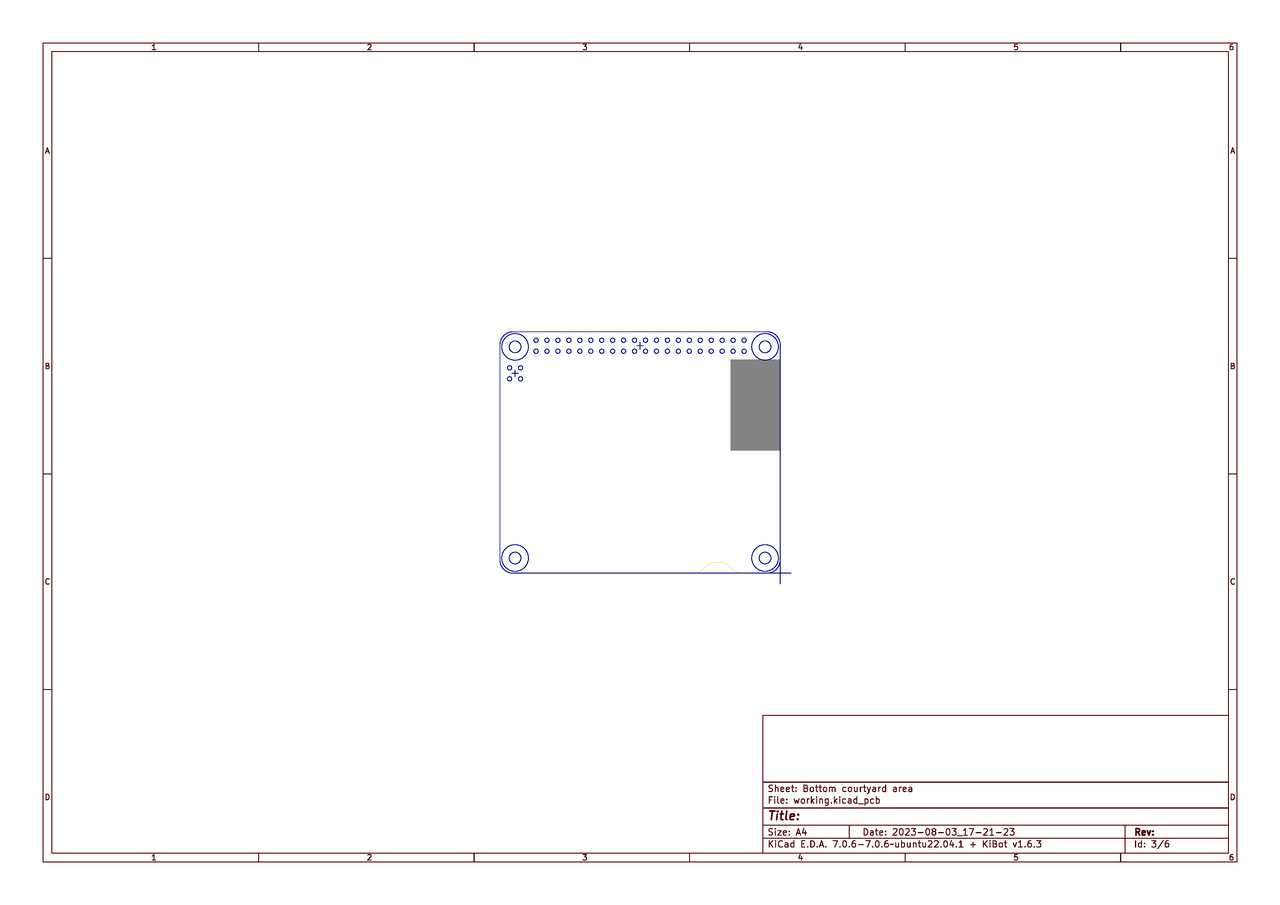 1 2 3 4 5 6
A A
B B
C C
D D
Sheet: Bottom courtyard area
File: working.kicad_pcb
Title:
Size: A4 Date: 2023-08-03_17-21-23 Rev:
KiCad E.D.A. 7.0.6-7.0.6~ubuntu22.04.1 + KiBot v1.6.3 Id: 3/6
1 2 3 4 5 6